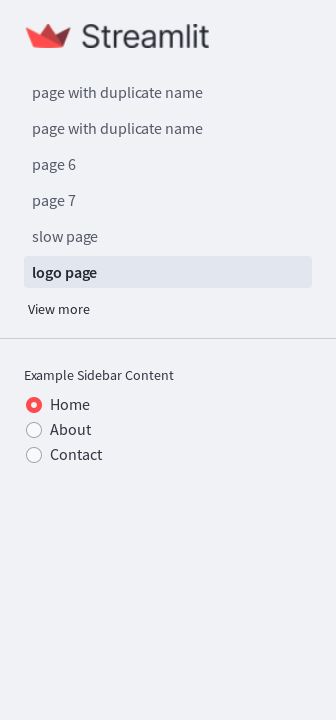 Streamlit
page with duplicate name
page with duplicate name
page 6
page 7
slow page
logo page
View more
Example Sidebar Content
Home
About
Contact